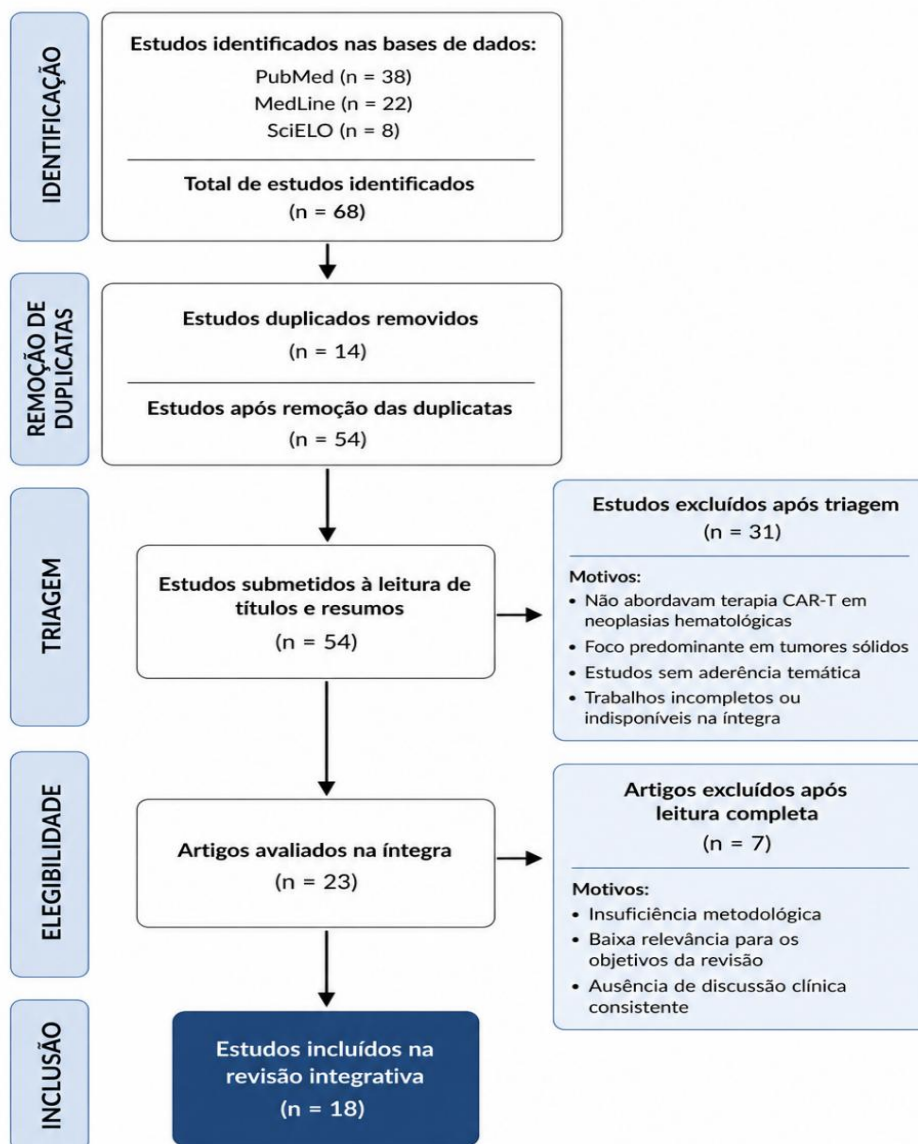 IDENTIFICAÇÃO
Estudos identificados nas bases de dados:
PubMed (n = 38)
MedLine (n = 22)
SciELO (n = 8)
Total de estudos identificados
(n = 68)
REMOÇÃO DE
DUPLICATAS
Estudos duplicados removidos
(n = 14)
Estudos após remoção das duplicatas
(n = 54)
TRIAGEM
Estudos submetidos à leitura de
títulos e resumos
(n = 54)
Estudos excluídos após triagem
(n = 31)
Motivos:
• Não abordavam terapia CAR-T em
neoplasias hematológicas
• Foco predominante em tumores sólidos
• Estudos sem aderência temática
• Trabalhos incompletos ou
indisponíveis na íntegra
ELEGIBILIDADE
Artigos avaliados na íntegra
(n = 23)
Artigos excluídos após
leitura completa
(n = 7)
Motivos:
• Insuficiência metodológica
• Baixa relevância para os
objetivos da revisão
• Ausência de discussão clínica
consistente
INCLUSÃO
Estudos incluídos na
revisão integrativa
(n = 18)